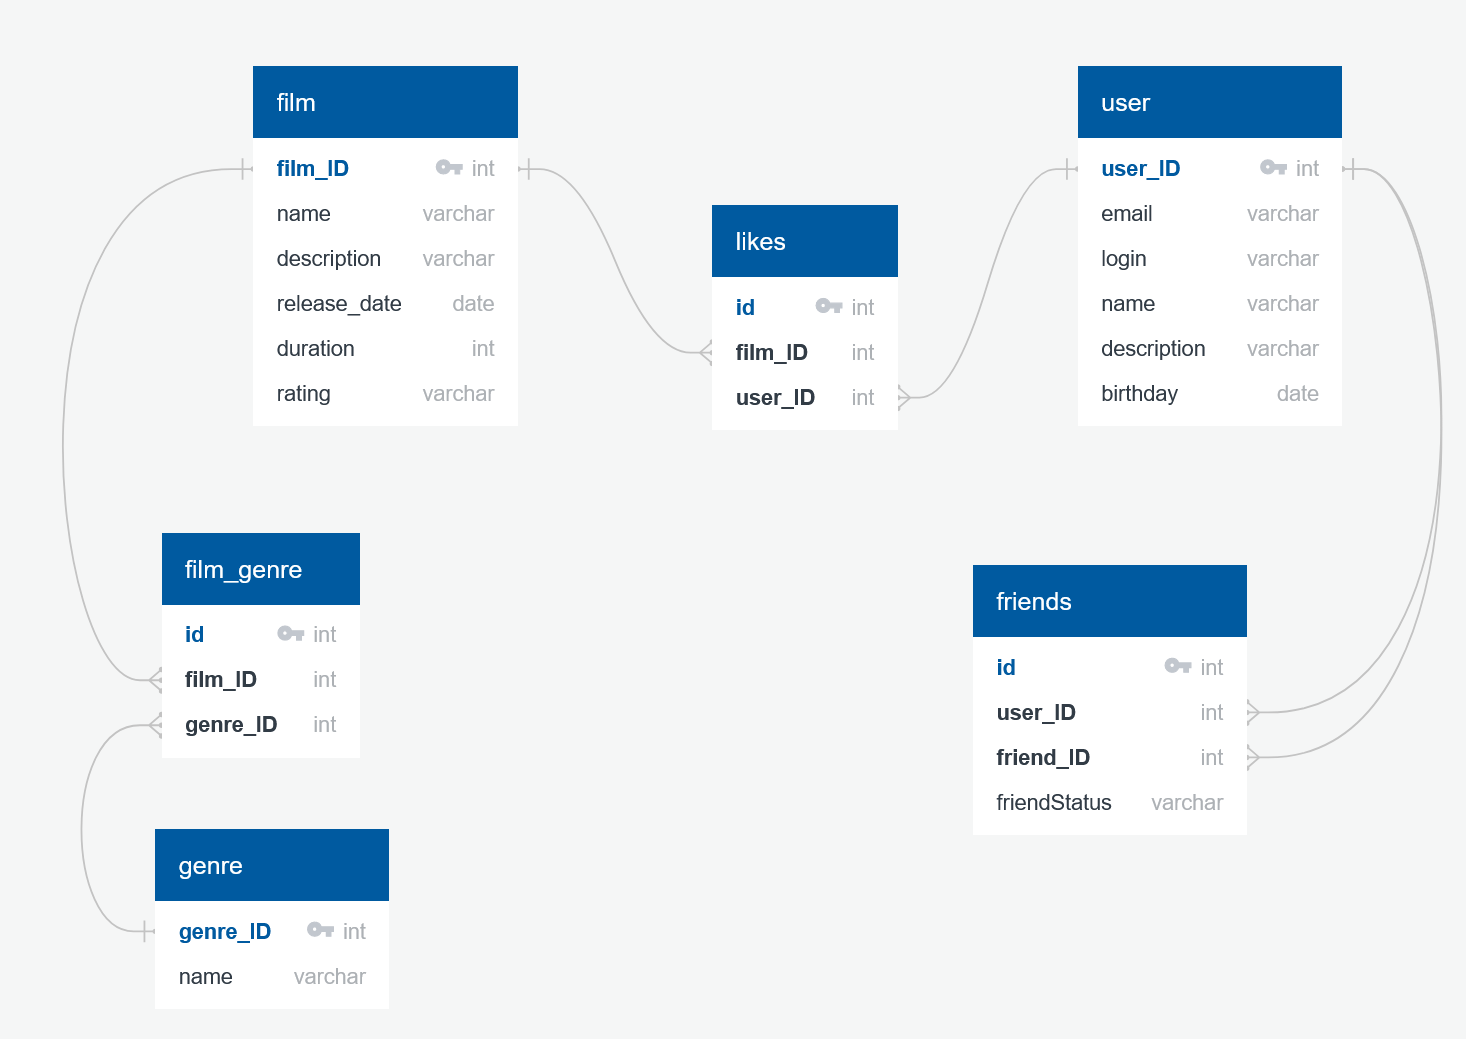 film
film_ID int
name varchar
description varchar
release_date date
duration int
rating varchar
likes
id int
film_ID int
user_ID int
user
user_ID int
email varchar
login varchar
name varchar
description varchar
birthday date
film_genre
id int
film_ID int
genre_ID int
friends
id int
user_ID int
friend_ID int
friendStatus varchar
genre
genre_ID int
name varchar